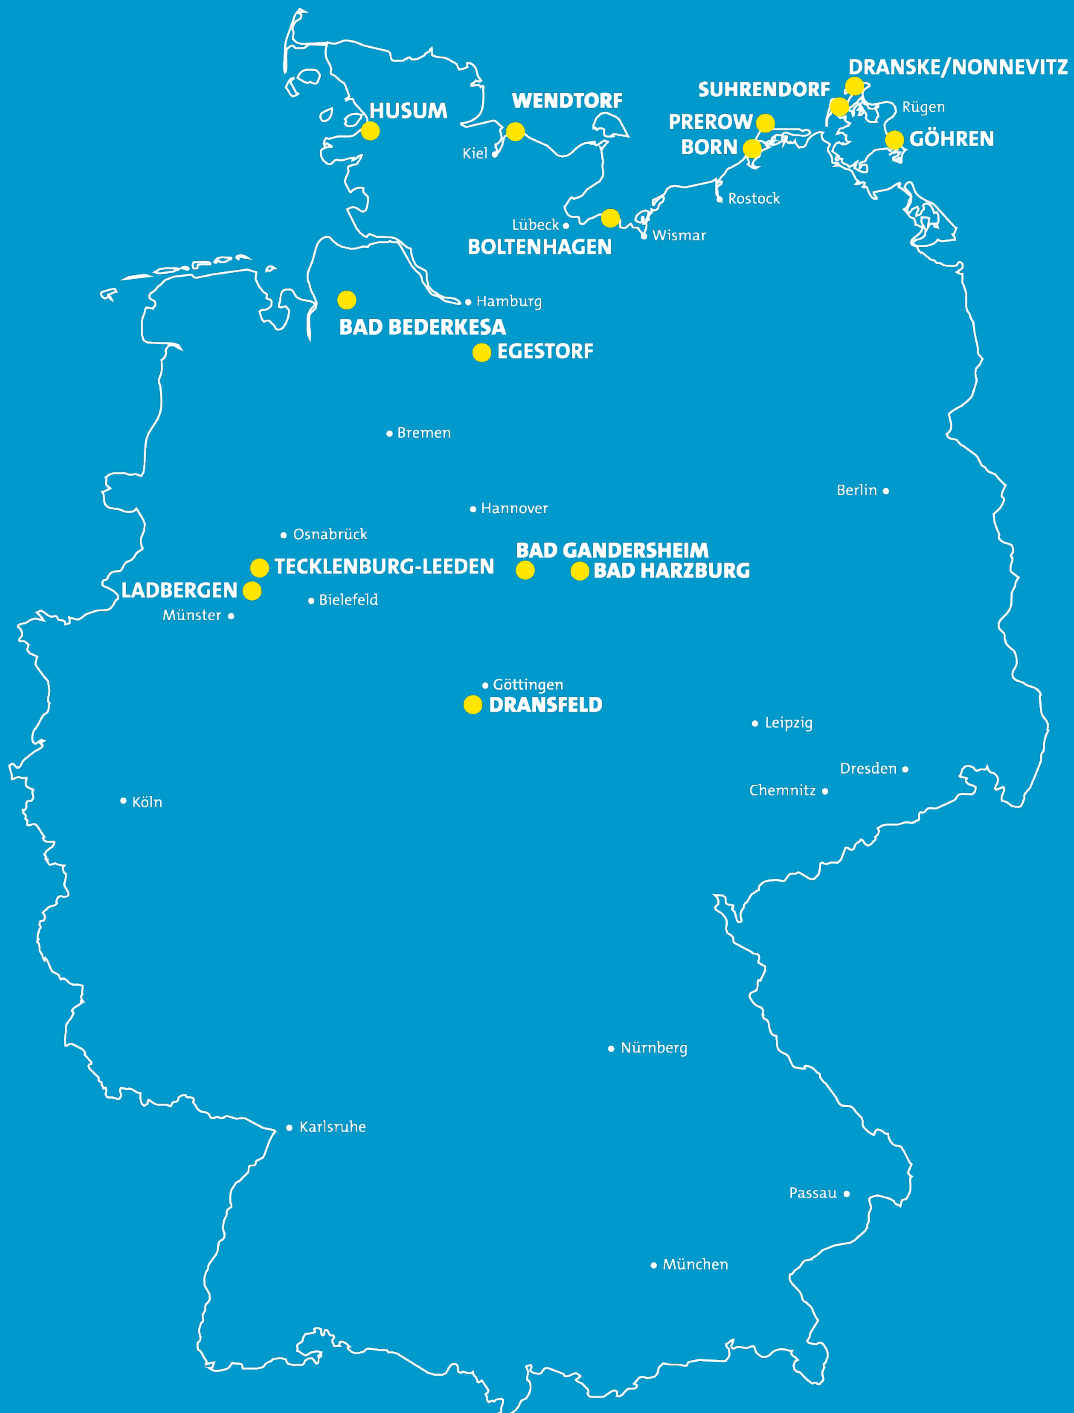 DRANSKE/NONNEVITZ
SUHRENDORF
HUSUM
WENDTORF
Rügen
PREROW
GÖHREN
BORN
Kiel
Rostock
Lübeck
Wismar
BOLTENHAGEN
Hamburg
BAD BEDERKESA
EGESTORF
Bremen
Berlin
Hannover
Osnabrück
BAD GANDERSHEIM
TECKLENBURG-LEEDEN
BAD HARZBURG
LADBERGEN
Bielefeld
Münster
Göttingen
DRANSFELD
Leipzig
Dresden
Chemnitz
Köln
Nürnberg
Karlsruhe
Passau
München